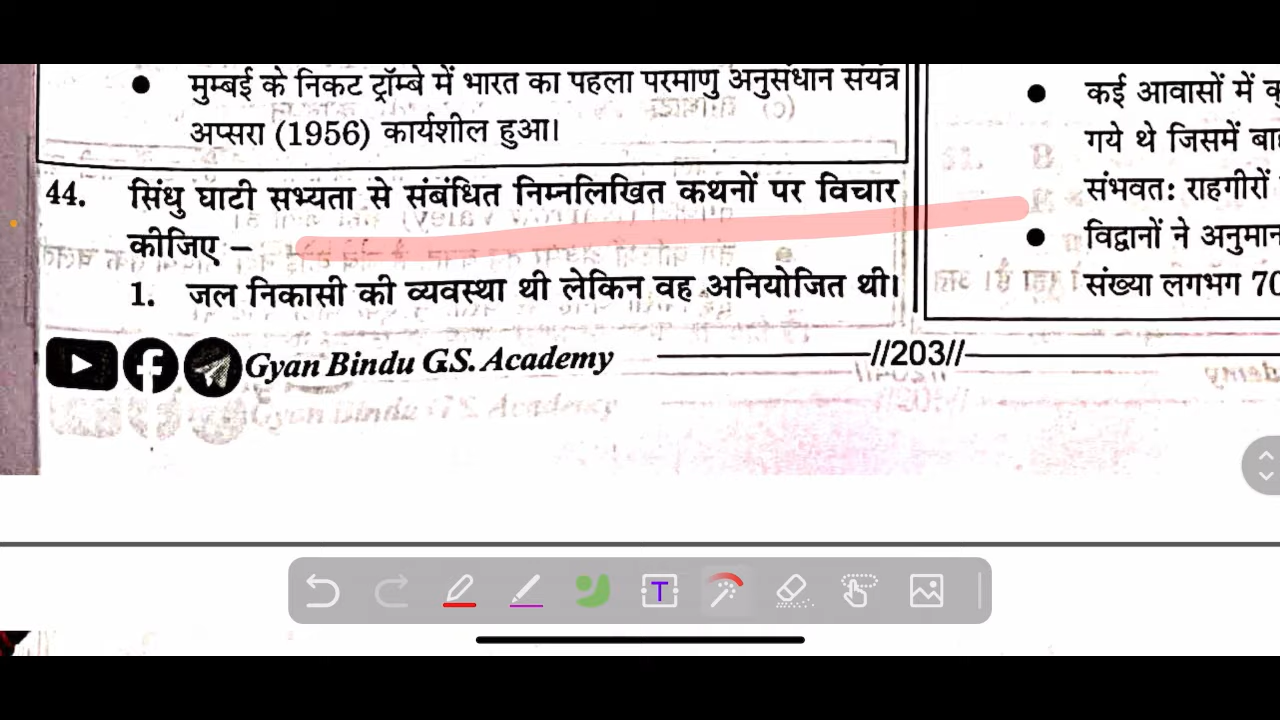 ● मुम्बई के निकट ट्रॉम्बे में भारत का पहला परमाणु अनुसंधान संयंत्र
अप्सरा (1956) कार्यशील हुआ।
44. सिंधु घाटी सभ्यता से संबंधित निम्नलिखित कथनों पर विचार
कीजिए –
1. जल निकासी की व्यवस्था थी लेकिन वह अनियोजित थी।
● कई आवासों में
गये थे जिसमें
संभवत: राहगीरों
● विद्वानों ने अनुमान
संख्या लगभग 70
Gyan Bindu G.S. Academy
//203//
T